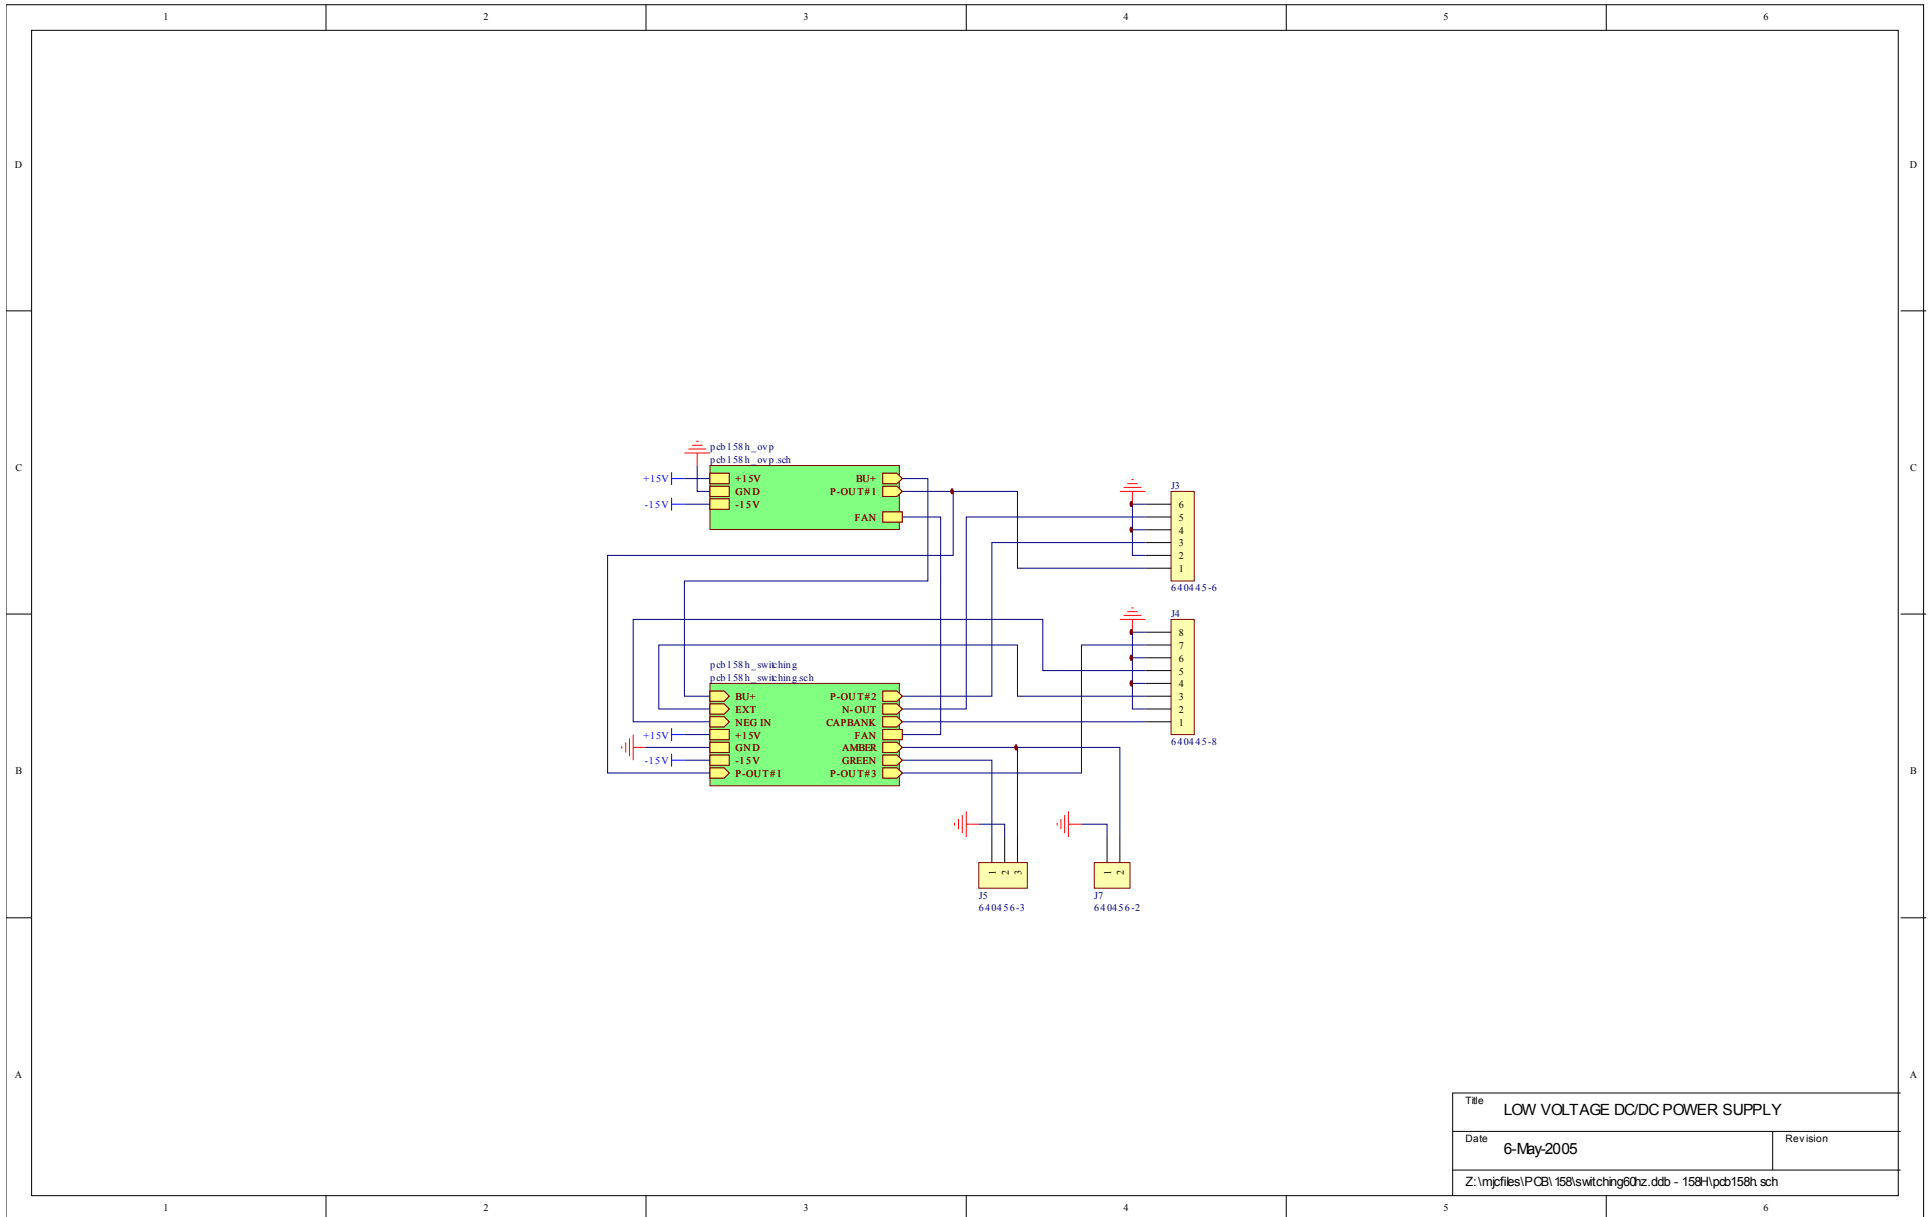 1 2 3 4 5 6
D D
C C
B B
A A
pcb158h_ovp
pcb158h_ovp.sch
+15V +15V BU+
GND P-OUT#1
-15V -15V
FAN
J3
6
5
4
3
2
1
640445-6
J4
8
7
6
5
4
3
2
1
640445-8
pcb158h_switching
pcb158h_switching.sch
BU+ P-OUT#2
EXT N-OUT
NEG IN CAPBANK
+15V +15V FAN
GND AMBER
-15V -15V GREEN
P-OUT#1 P-OUT#3
1 2 3
J5
640456-3
1 2
J7
640456-2
Title LOW VOLTAGE DC/DC POWER SUPPLY
Date 6-May-2005 Revision
Z:\mjcfiles\PCB\158\switching60hz.ddb - 158H\pcb158h.sch
1 2 3 4 5 6